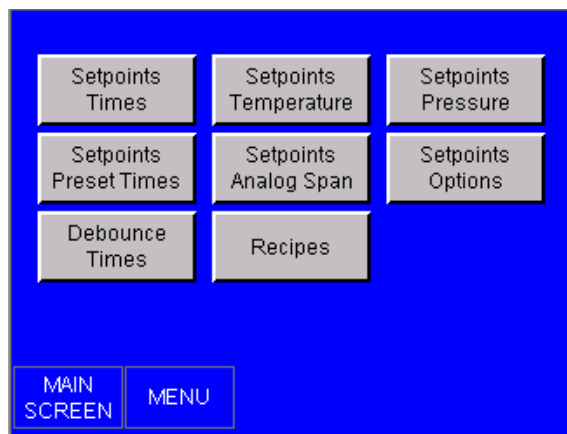 Setpoints
Times
Setpoints
Temperature
Setpoints
Pressure
Setpoints
Preset Times
Setpoints
Analog Span
Setpoints
Options
Debounce
Times
Recipes
MAIN
SCREEN
MENU